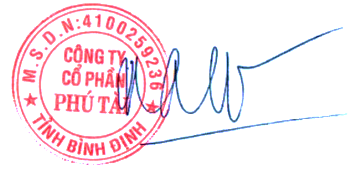 M.S.D.N:4100259236
CÔNG TY
CỔ PHẦN
PHÚ TÀI
TỈNH BÌNH ĐỊNH